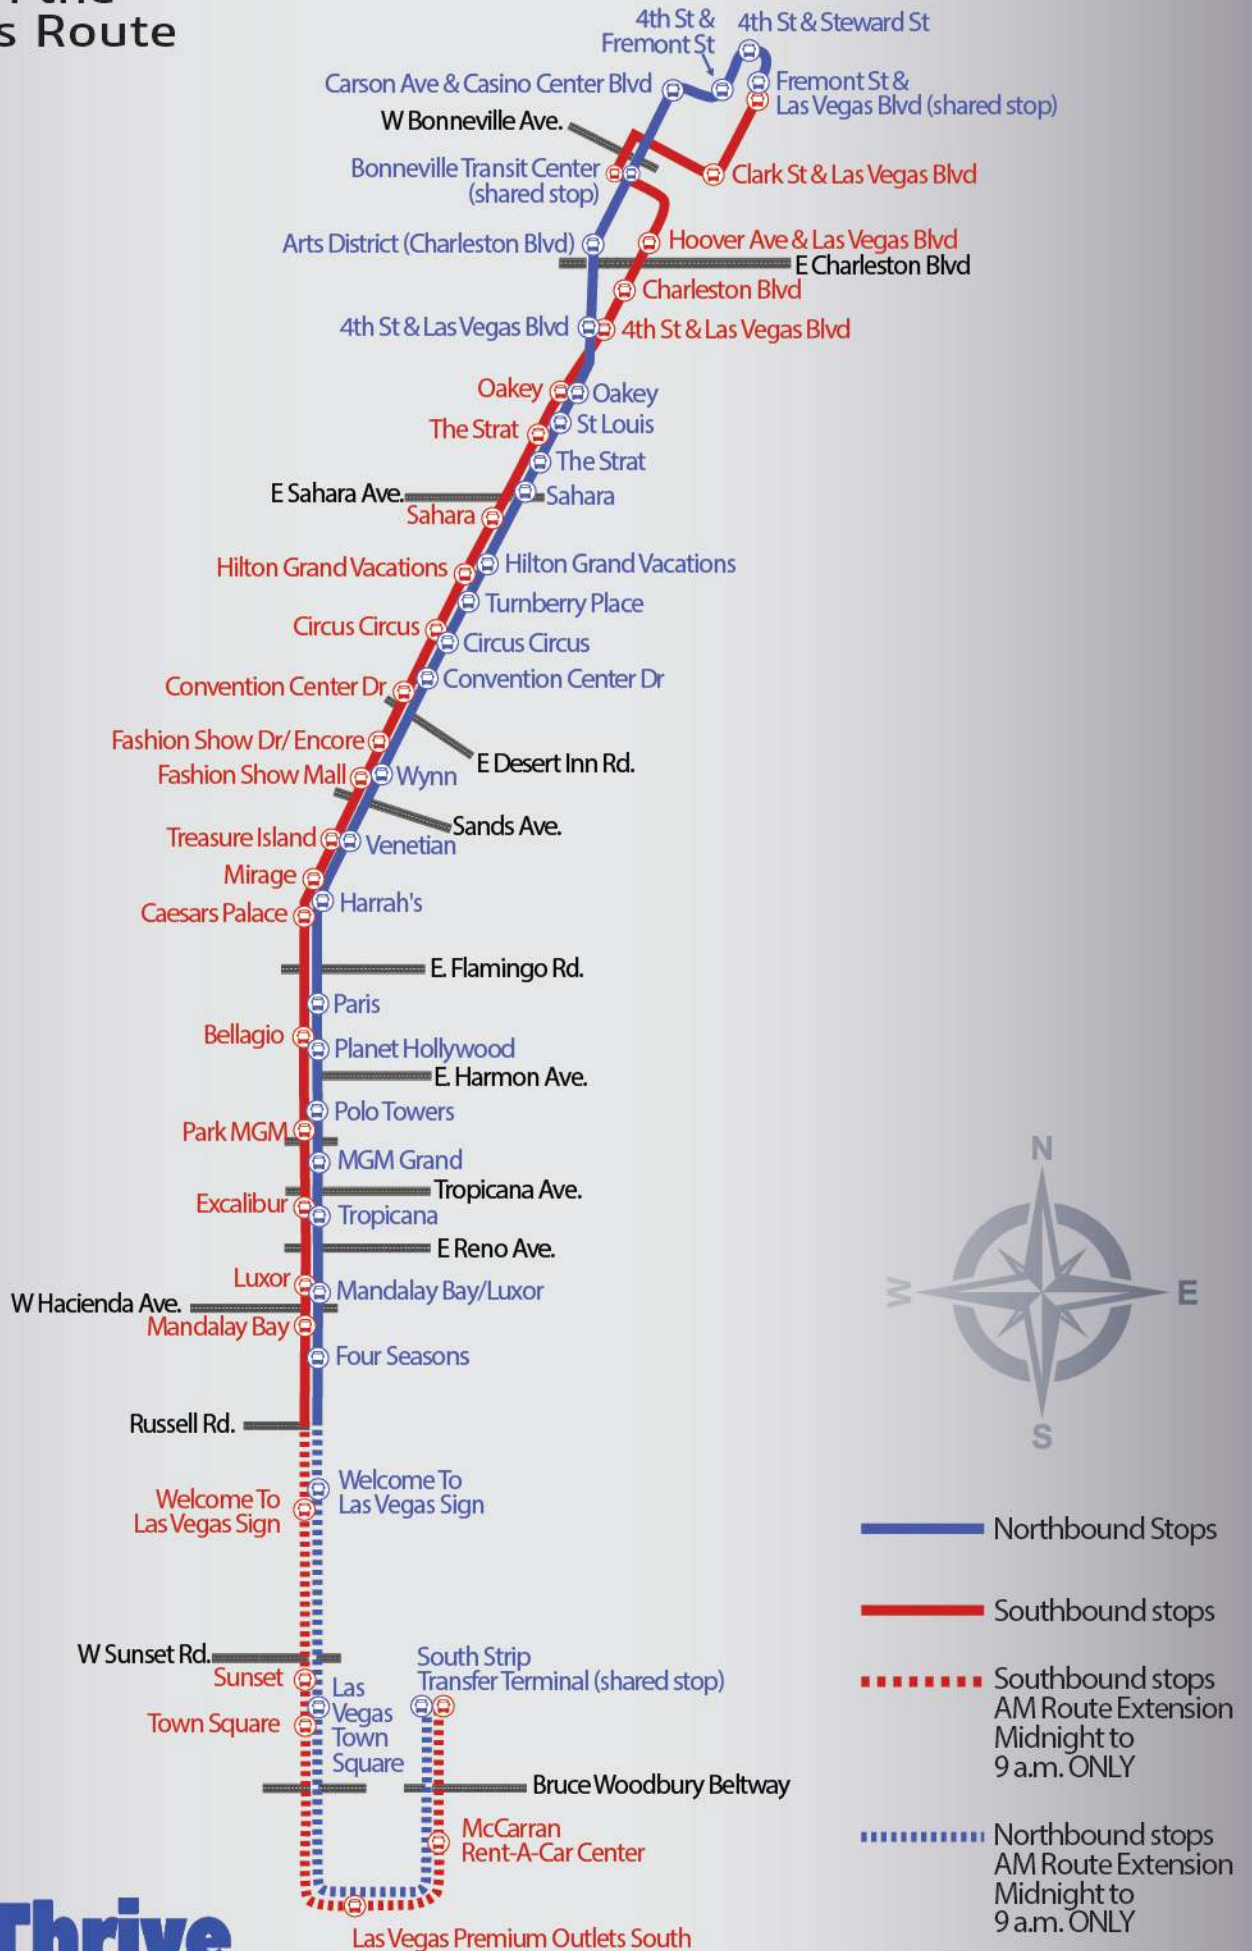 s Route
4th St &
Fremont St
4th St & Steward St
Carson Ave & Casino Center Blvd
Fremont St &
Las Vegas Blvd (shared stop)
W Bonneville Ave.
Bonneville Transit Center
(shared stop)
Clark St & Las Vegas Blvd
Arts District (Charleston Blvd)
Hoover Ave & Las Vegas Blvd
E Charleston Blvd
Charleston Blvd
4th St & Las Vegas Blvd
4th St & Las Vegas Blvd
Oakey
Oakey
St Louis
The Strat
The Strat
E Sahara Ave.
Sahara
Sahara
Hilton Grand Vacations
Hilton Grand Vacations
Turnberry Place
Circus Circus
Circus Circus
Convention Center Dr
Convention Center Dr
Fashion Show Dr/ Encore
E Desert Inn Rd.
Fashion Show Mall
Wynn
Sands Ave.
Treasure Island
Venetian
Mirage
Harrah's
Caesars Palace
E. Flamingo Rd.
Paris
Bellagio
Planet Hollywood
E. Harmon Ave.
Polo Towers
Park MGM
MGM Grand
Tropicana Ave.
Excalibur
Tropicana
E Reno Ave.
Luxor
Mandalay Bay/Luxor
W Hacienda Ave.
Mandalay Bay
Four Seasons
Russell Rd.
Welcome To
Las Vegas Sign
Welcome To
Las Vegas Sign
W Sunset Rd.
Sunset
Las
Vegas
Town
Square
Town Square
South Strip
Transfer Terminal (shared stop)
Bruce Woodbury Beltway
McCarran
Rent-A-Car Center
Las Vegas Premium Outlets South
N
W
E
S
Northbound Stops
Southbound stops
Southbound stops
AM Route Extension
Midnight to
9 a.m. ONLY
Northbound stops
AM Route Extension
Midnight to
9 a.m. ONLY
Thrive